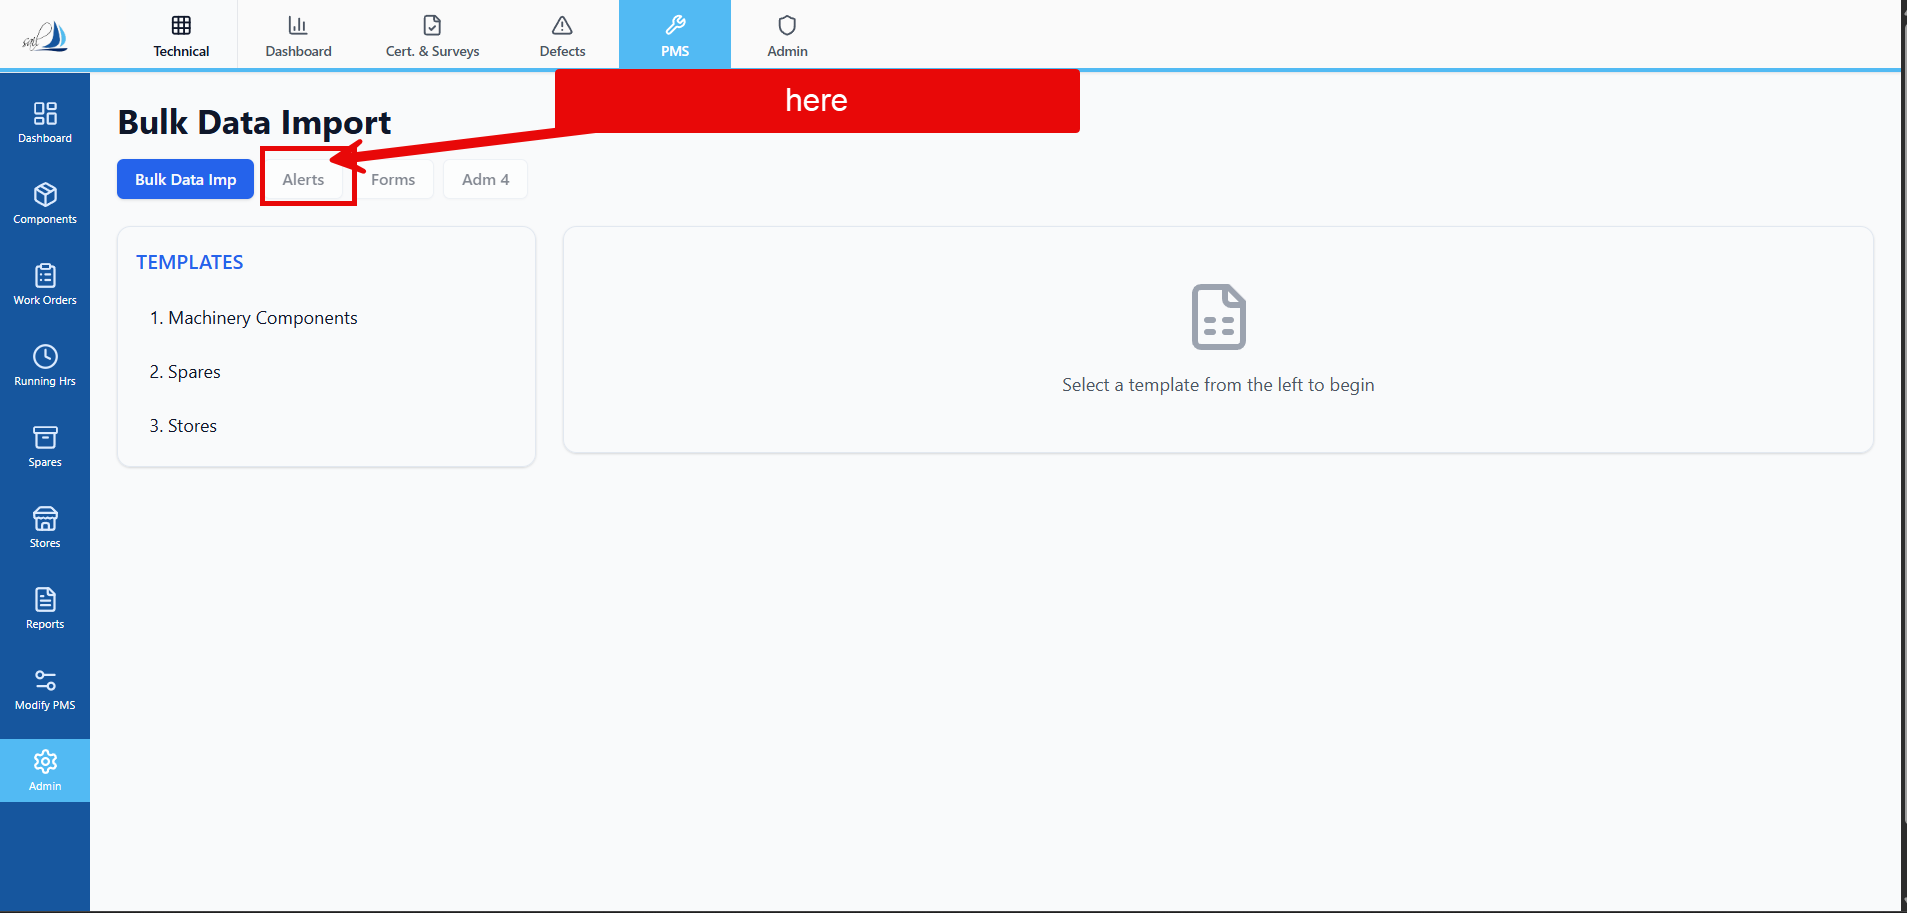 sail
Technical
Dashboard
Cert. & Surveys
Defects
PMS
Admin
here
Dashboard
Components
Work Orders
Running Hrs
Spares
Stores
Reports
Modify PMS
Admin
Bulk Data Import
Bulk Data Imp
Alerts
Forms
Adm 4
TEMPLATES
1. Machinery Components
2. Spares
3. Stores
Select a template from the left to begin